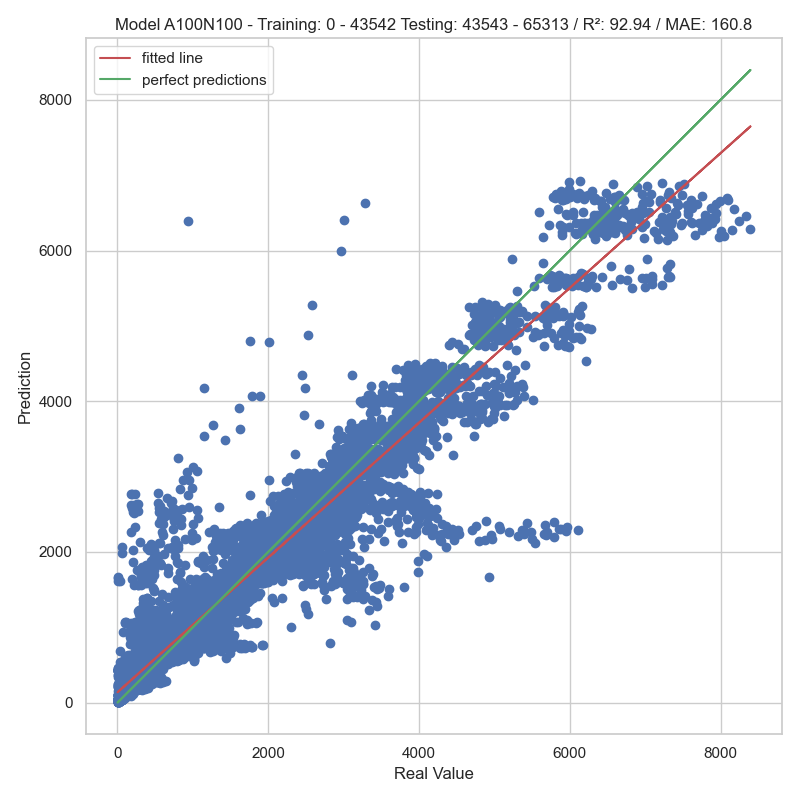 Model A100N100 - Training: 0 - 43542 Testing: 43543 - 65313 / R²: 92.94 / MAE: 160.8
fitted line
perfect predictions
8000
6000
4000
2000
0
Prediction
0 2000 4000 6000 8000
Real Value